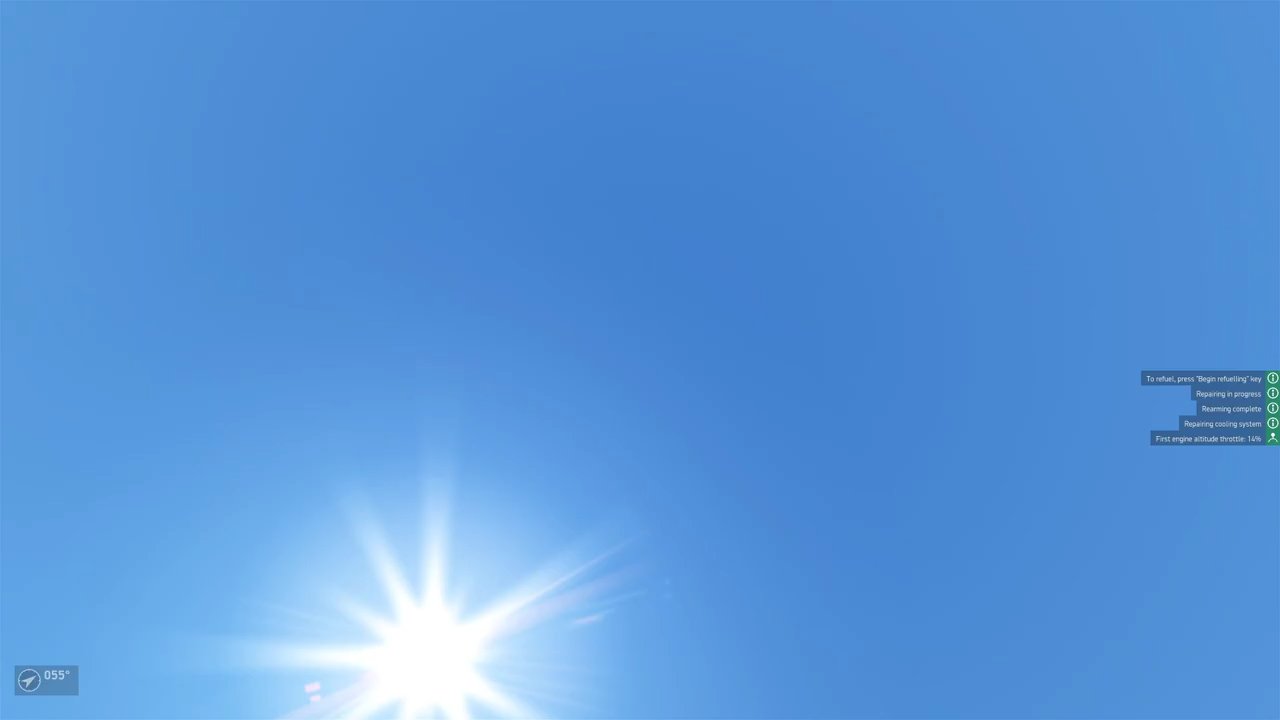 To refuel, press "Begin refuelling" key
Repairing in progress
Rearming complete
Repairing cooling system
First engine altitude throttle: 14%
055°